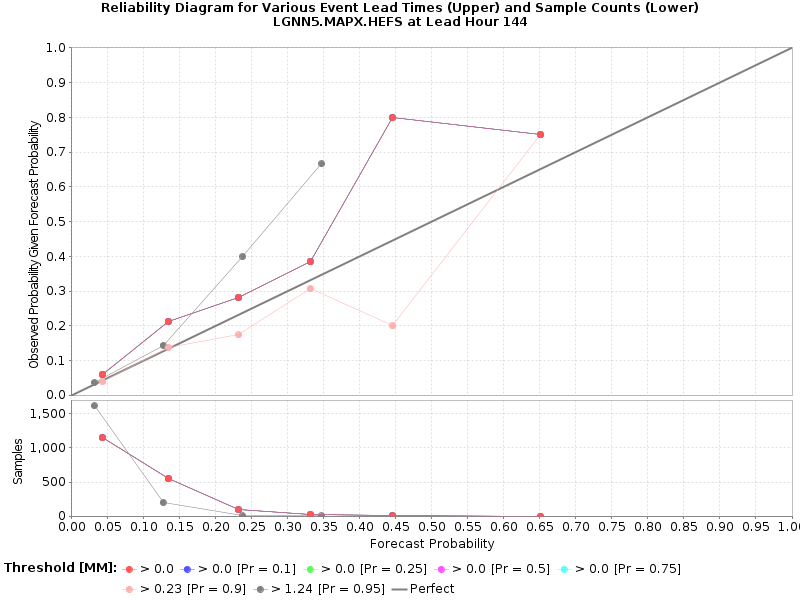 Reliability Diagram for Various Event Lead Times (Upper) and Sample Counts (Lower)
LGNN5.MAPX.HEFS at Lead Hour 144
Observed Probability Given Forecast Probability
1.0
0.9
0.8
0.7
0.6
0.5
0.4
0.3
0.2
0.1
0.0
Samples
1,500
1,000
500
0
0.00 0.05 0.10 0.15 0.20 0.25 0.30 0.35 0.40 0.45 0.50 0.55 0.60 0.65 0.70 0.75 0.80 0.85 0.90 0.95 1.0
Forecast Probability
Threshold [MM]: > 0.0 > 0.0 [Pr = 0.1] > 0.0 [Pr = 0.25] > 0.0 [Pr = 0.5] > 0.0 [Pr = 0.75]
> 0.23 [Pr = 0.9] > 1.24 [Pr = 0.95] Perfect